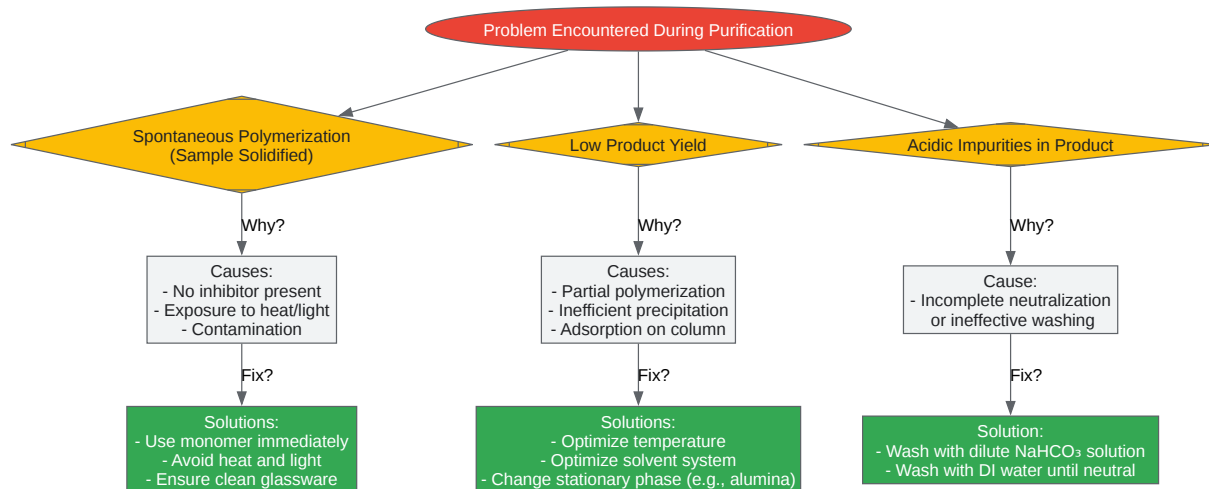 Problem Encountered During Purification
Spontaneous Polymerization
(Sample Solidified)
Low Product Yield
Acidic Impurities in Product
Why?
Why?
Why?
Causes:
- No inhibitor present
- Exposure to heat/light
- Contamination
Causes:
- Partial polymerization
- Inefficient precipitation
- Adsorption on column
Cause:
- Incomplete neutralization
or ineffective washing
Fix?
Fix?
Fix?
Solutions:
- Use monomer immediately
- Avoid heat and light
- Ensure clean glassware
Solutions:
- Optimize temperature
- Optimize solvent system
- Change stationary phase (e.g., alumina)
Solution:
- Wash with dilute NaHCO₃ solution
- Wash with DI water until neutral